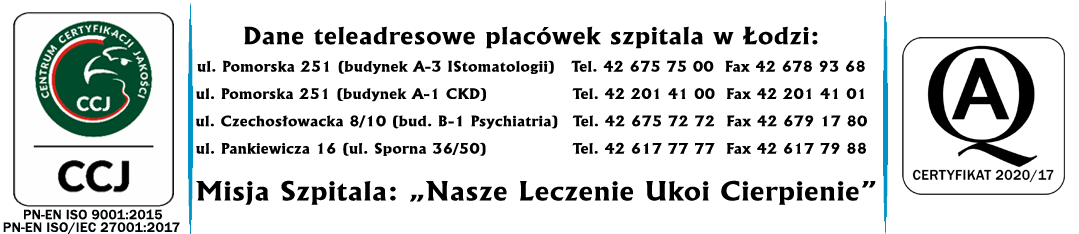 CENTRUM CERTYFIKACJI JAKOŚCI
CCJ
CCJ
PN-EN ISO 9001:2015
PN-EN ISO/IEC 27001:2017
Dane teleadresowe placówek szpitala w Łodzi:
ul. Pomorska 251 (budynek A-3 IStomatologii) Tel. 42 675 75 00 Fax 42 678 93 68
ul. Pomorska 251 (budynek A-1 CKD) Tel. 42 201 41 00 Fax 42 201 41 01
ul. Czechosłowacka 8/10 (bud. B-1 Psychiatria) Tel. 42 675 72 72 Fax 42 679 17 80
ul. Pankiewicza 16 (ul. Sporna 36/50) Tel. 42 617 77 77 Fax 42 617 79 88
Misja Szpitala: „Nasze Leczenie Ukoi Cierpienie”
AQ
CERTYFIKAT 2020/17